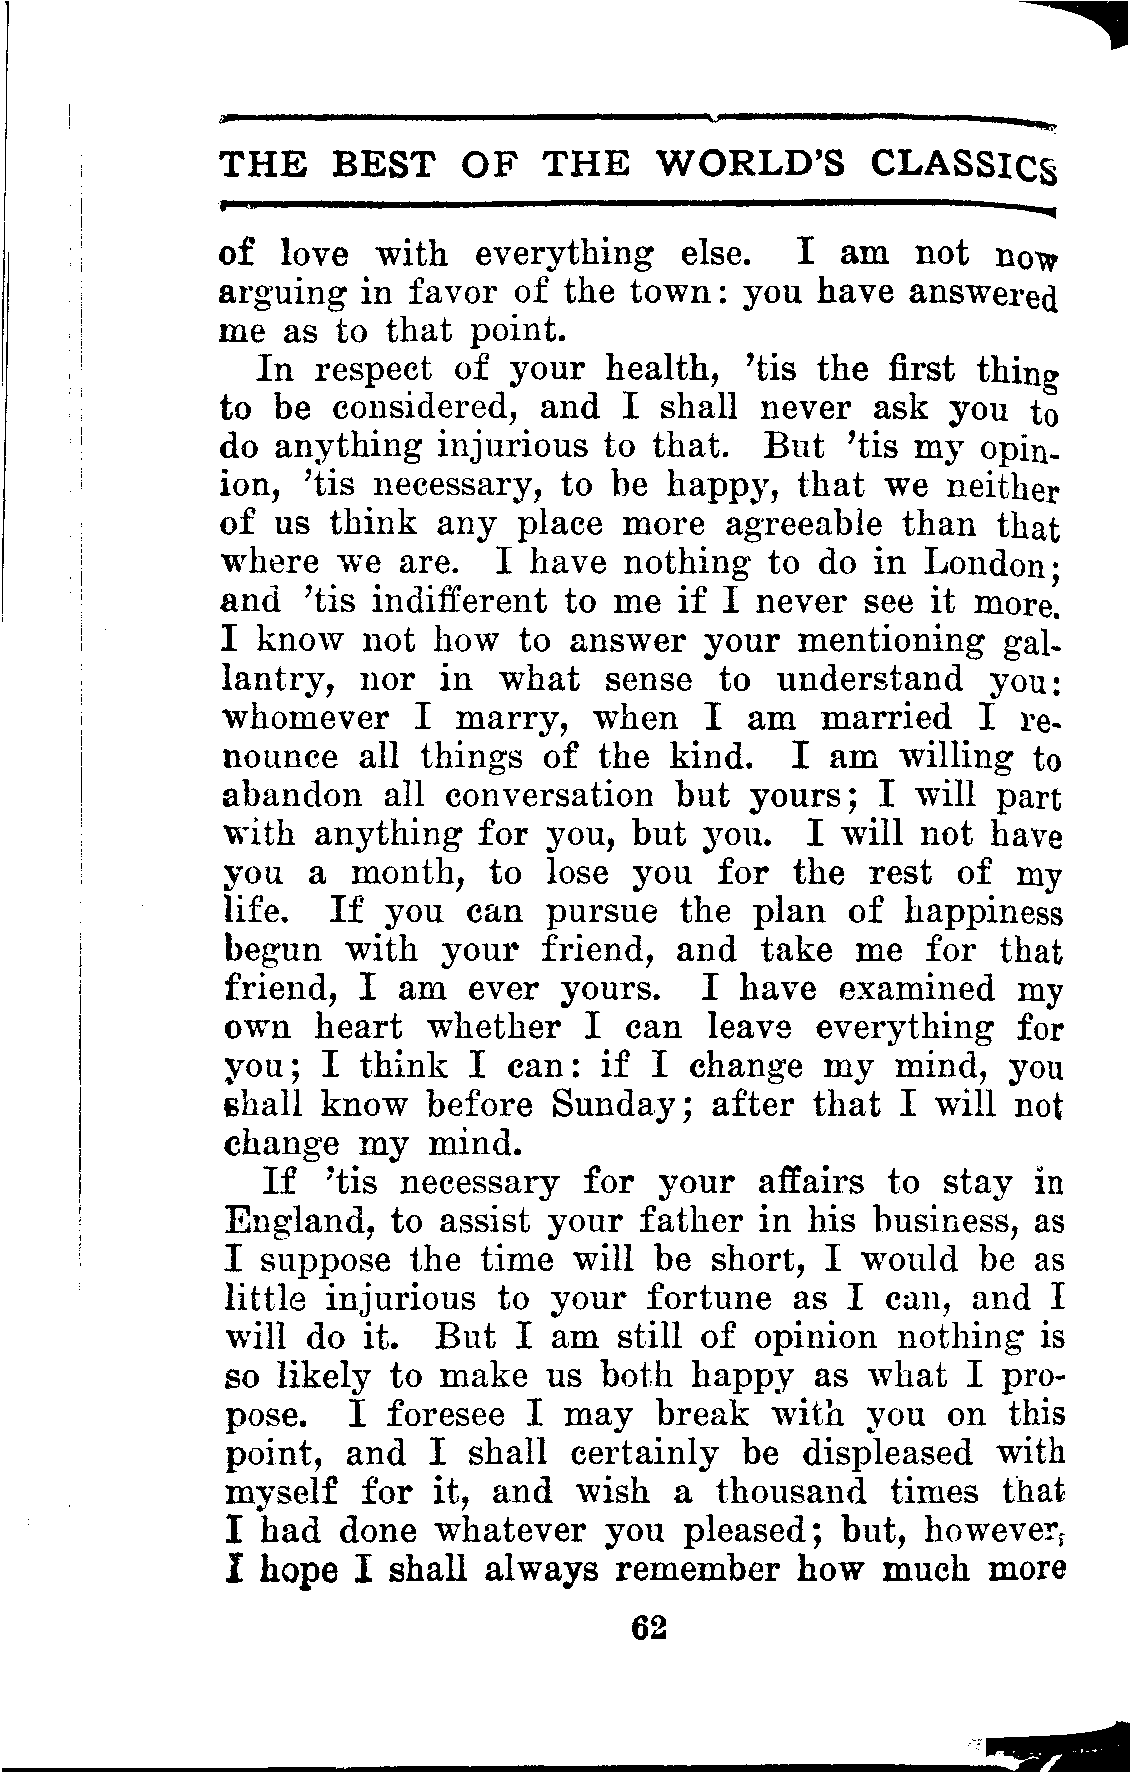 THE BEST OF THE WORLD'S CLASSICS
of love with everything else. I am not now
arguing in favor of the town: you have answered
me as to that point.
In respect of your health, 'tis the first thing
to be considered, and I shall never ask you to
do anything injurious to that. But 'tis my opin-
ion, 'tis necessary, to be happy, that we neither
of us think any place more agreeable than that
where we are. I have nothing to do in London;
and 'tis indifferent to me if I never see it more.
I know not how to answer your mentioning gal-
lantry, nor in what sense to understand you:
whomever I marry, when I am married I re-
nounce all things of the kind. I am willing to
abandon all conversation but yours; I will part
with anything for you, but you. I will not have
you a month, to lose you for the rest of my
life. If you can pursue the plan of happiness
begun with your friend, and take me for that
friend, I am ever yours. I have examined my
own heart whether I can leave everything for
you; I think I can: if I change my mind, you
shall know before Sunday; after that I will not
change my mind.
If 'tis necessary for your affairs to stay in
England, to assist your father in his business, as
I suppose the time will be short, I would be as
little injurious to your fortune as I can, and I
will do it. But I am still of opinion nothing is
so likely to make us both happy as what I pro-
pose. I foresee I may break with you on this
point, and I shall certainly be displeased with
myself for it, and wish a thousand times that
I had done whatever you pleased; but, however,
I hope I shall always remember how much more
62